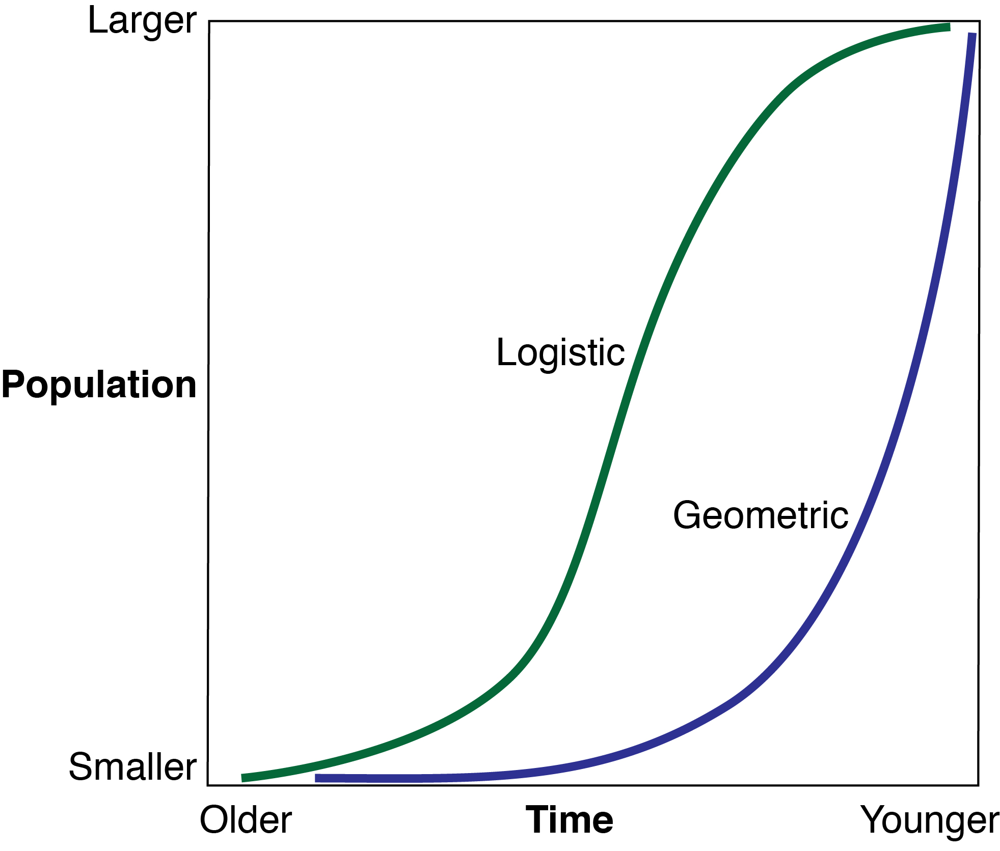 Larger
Logistic
Population
Geometric
Smaller
Older
Time
Younger